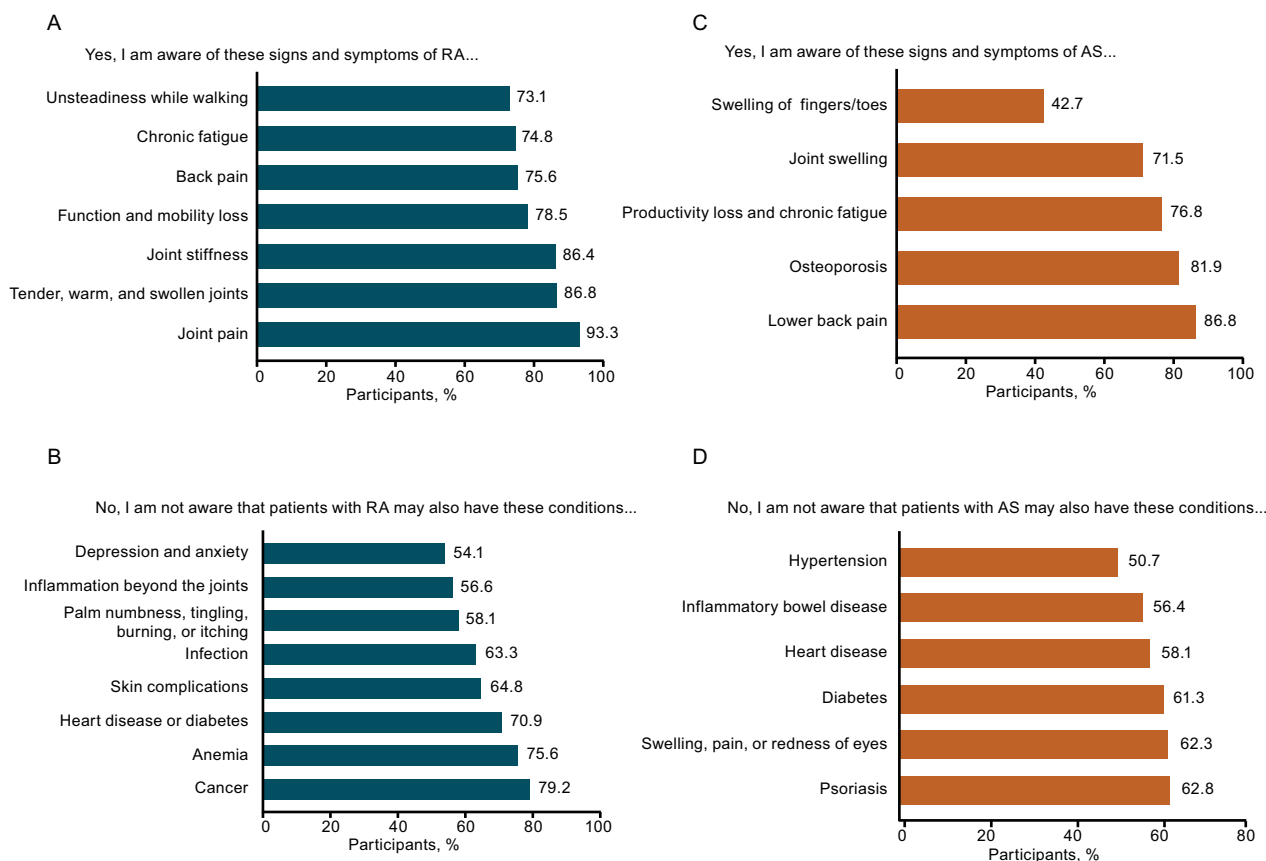 A
Yes, I am aware of these signs and symptoms of RA...
Unsteadiness while walking 73.1
Chronic fatigue 74.8
Back pain 75.6
Function and mobility loss 78.5
Joint stiffness 86.4
Tender, warm, and swollen joints 86.8
Joint pain 93.3
0 20 40 60 80 100
Participants, %
B
No, I am not aware that patients with RA may also have these conditions...
Depression and anxiety 54.1
Inflammation beyond the joints 56.6
Palm numbness, tingling,
burning, or itching 58.1
Infection 63.3
Skin complications 64.8
Heart disease or diabetes 70.9
Anemia 75.6
Cancer 79.2
0 20 40 60 80 100
Participants, %
C
Yes, I am aware of these signs and symptoms of AS...
Swelling of fingers/toes 42.7
Joint swelling 71.5
Productivity loss and chronic fatigue 76.8
Osteoporosis 81.9
Lower back pain 86.8
0 20 40 60 80 100
Participants, %
D
No, I am not aware that patients with AS may also have these conditions...
Hypertension 50.7
Inflammatory bowel disease 56.4
Heart disease 58.1
Diabetes 61.3
Swelling, pain, or redness of eyes 62.3
Psoriasis 62.8
0 20 40 60 80
Participants, %